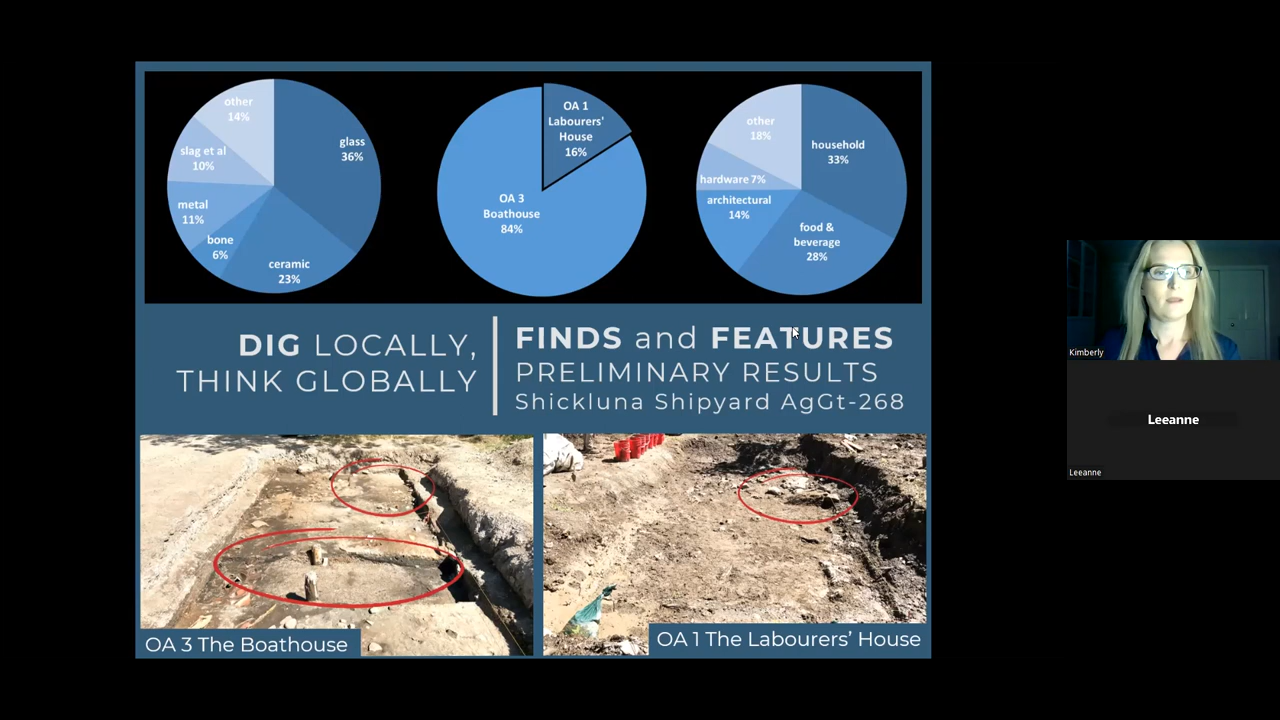 other
14%
glass
36%
slag et al
10%
metal
11%
bone
6%
ceramic
23%
OA 1
Labourers'
House
16%
OA 3
Boathouse
84%
other
18%
household
33%
hardware 7%
architectural
14%
food &
beverage
28%
DIG LOCALLY,
THINK GLOBALLY
FINDS and FEATURES
PRELIMINARY RESULTS
Shickluna Shipyard AgGt-268
OA 3 The Boathouse
OA 1 The Labourers’ House
Kimberly
Leeanne
Leeanne